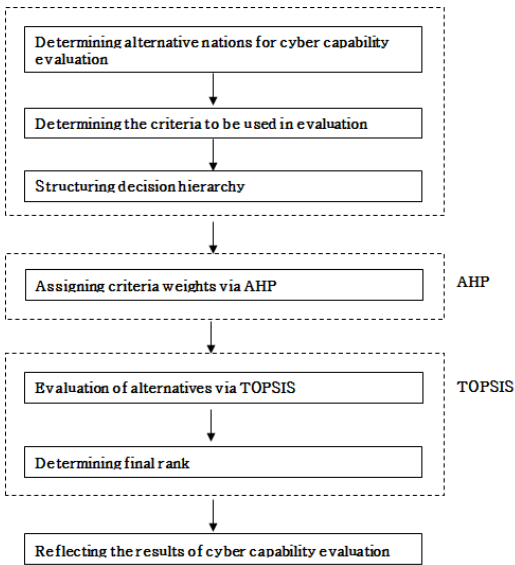 Determining alternative nations for cyber capability
evaluation
Determining the criteria to be used in evaluation
Structuring decision hierarchy
Assigning criteria weights via AHP
AHP
Evaluation of alternatives via TOPSIS
TOPSIS
Determining final rank
Reflecting the results of cyber capability evaluation